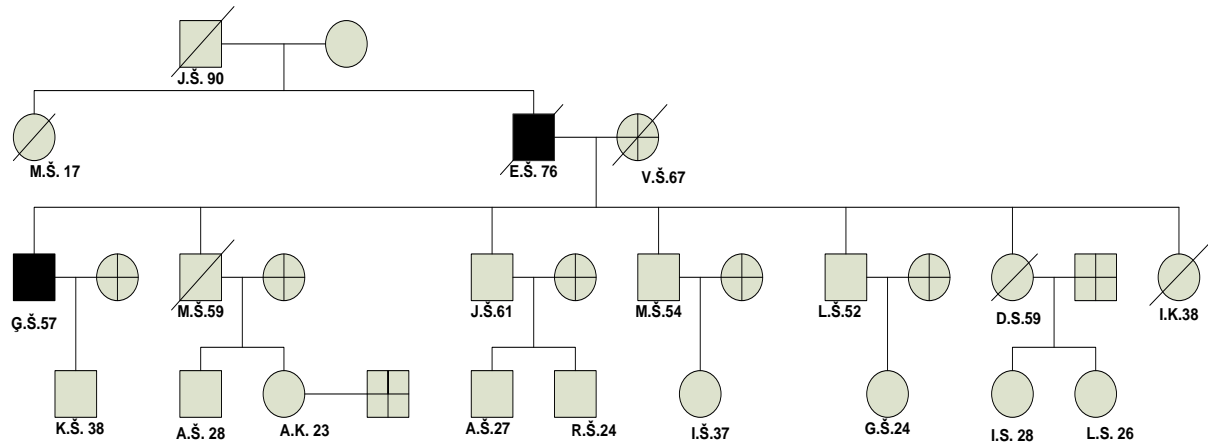 J.Š. 90
M.Š. 17
E.Š. 76
V.Š.67
Ģ.Š.57
M.Š.59
J.Š.61
M.Š.54
L.Š.52
D.S.59
I.K.38
K.Š. 38
A.Š. 28
A.K. 23
A.Š.27
R.Š.24
I.Š.37
G.Š.24
I.S. 28
L.S. 26